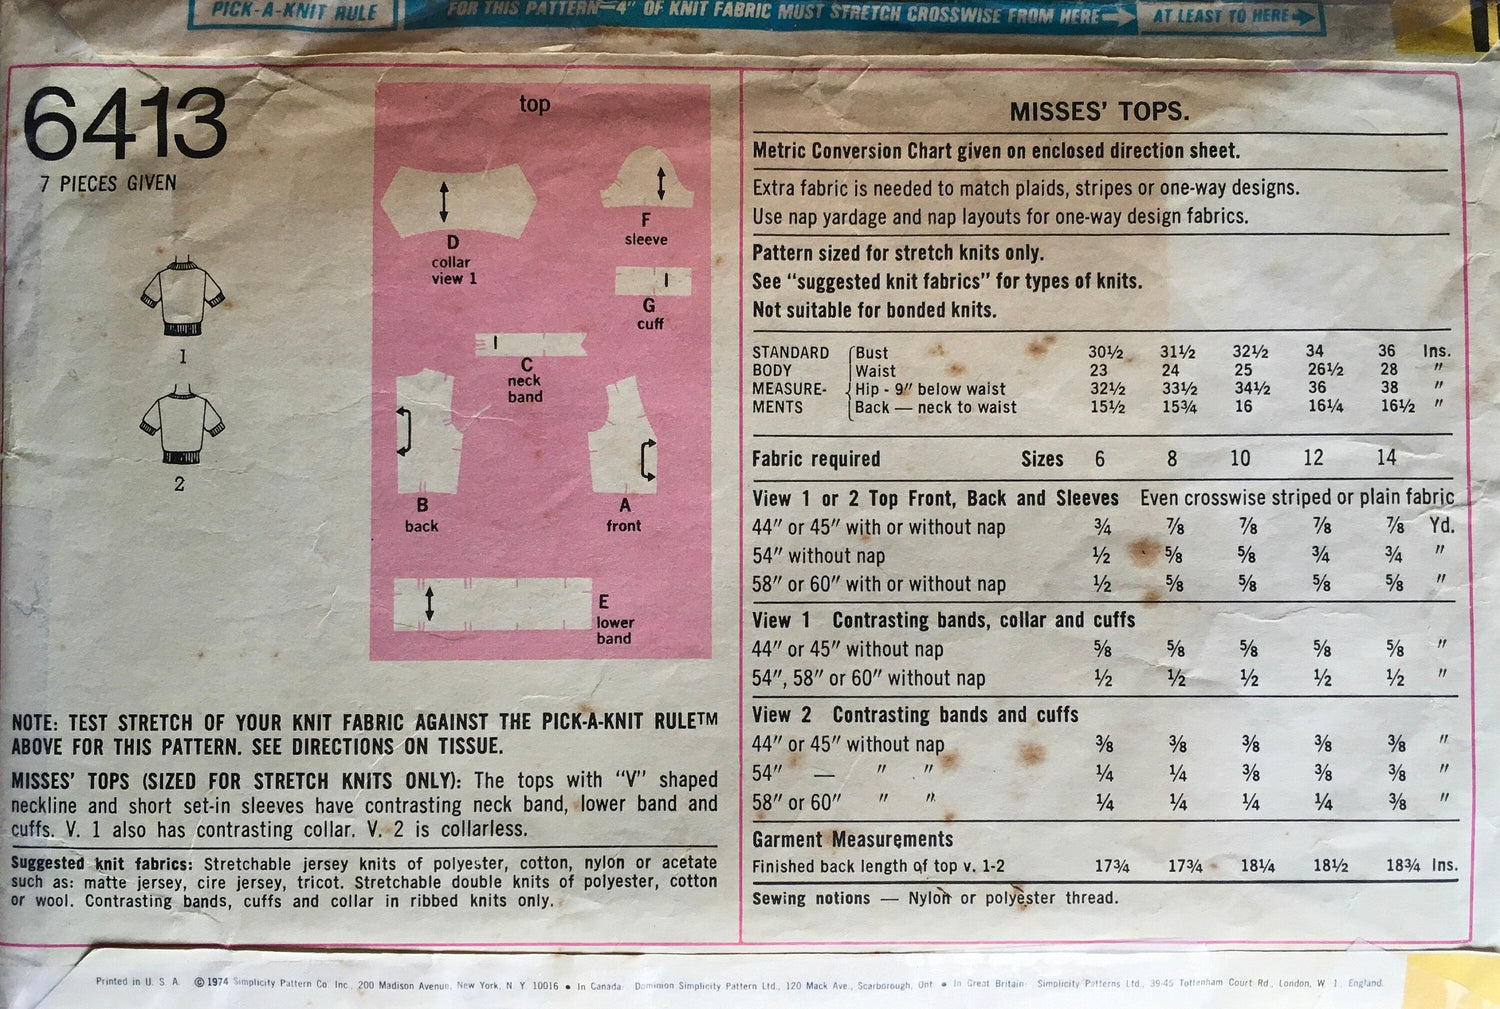 PICK-A-KNIT RULE
FOR THIS PATTERN—4" OF KNIT FABRIC MUST STRETCH CROSSWISE FROM HERE
AT LEAST TO HERE
6413
7 PIECES GIVEN
1
2
top
D
collar
view 1
F
sleeve
G
cuff
C
neck
band
B
back
A
front
E
lower
band
NOTE: TEST STRETCH OF YOUR KNIT FABRIC AGAINST THE PICK-A-KNIT RULE™
ABOVE FOR THIS PATTERN. SEE DIRECTIONS ON TISSUE.
MISSES' TOPS (SIZED FOR STRETCH KNITS ONLY): The tops with "V" shaped
neckline and short set-in sleeves have contrasting neck band, lower band and
cuffs. V. 1 also has contrasting collar. V. 2 is collarless.
Suggested knit fabrics: Stretchable jersey knits of polyester, cotton, nylon or acetate
such as: matte jersey, cire jersey, tricot. Stretchable double knits of polyester, cotton
or wool. Contrasting bands, cuffs and collar in ribbed knits only.
MISSES' TOPS.
Metric Conversion Chart given on enclosed direction sheet.
Extra fabric is needed to match plaids, stripes or one-way designs.
Use nap yardage and nap layouts for one-way design fabrics.
Pattern sized for stretch knits only.
See "suggested knit fabrics" for types of knits.
Not suitable for bonded knits.
STANDARD Bust 30½ 31½ 32½ 34 36 Ins.
BODY Waist 23 24 25 26½ 28 "
MEASURE- Hip - 9" below waist 32½ 33½ 34½ 36 38 "
MENTS Back — neck to waist 15½ 15¾ 16 16¼ 16½ "
Fabric required Sizes 6 8 10 12 14
View 1 or 2 Top Front, Back and Sleeves Even crosswise striped or plain fabric
44" or 45" with or without nap ¾ ⅞ ⅞ ⅞ ⅞ Yd.
54" without nap ½ ⅝ ⅝ ¾ ¾ "
58" or 60" with or without nap ½ ⅝ ⅝ ⅝ ⅝ "
View 1 Contrasting bands, collar and cuffs
44" or 45" without nap ⅝ ⅝ ⅝ ⅝ ⅝ "
54", 58" or 60" without nap ½ ½ ½ ½ ½ "
View 2 Contrasting bands and cuffs
44" or 45" without nap ⅜ ⅜ ⅜ ⅜ ⅜ "
54" — " " ¼ ¼ ⅜ ⅜ ⅜ "
58" or 60" " " ¼ ¼ ¼ ¼ ⅜ "
Garment Measurements
Finished back length of top v. 1-2 17¾ 17¾ 18¼ 18½ 18¾ Ins.
Sewing notions — Nylon or polyester thread.
Printed in U. S. A. © 1974 Simplicity Pattern Co. Inc., 200 Madison Avenue, New York, N. Y. 10016 • In Canada: Dominion Simplicity Pattern Ltd., 120 Mack Ave., Scarborough, Ont. • In Great Britain: Simplicity Patterns Ltd., 39-45 Tottenham Court Rd., London, W. 1, England.